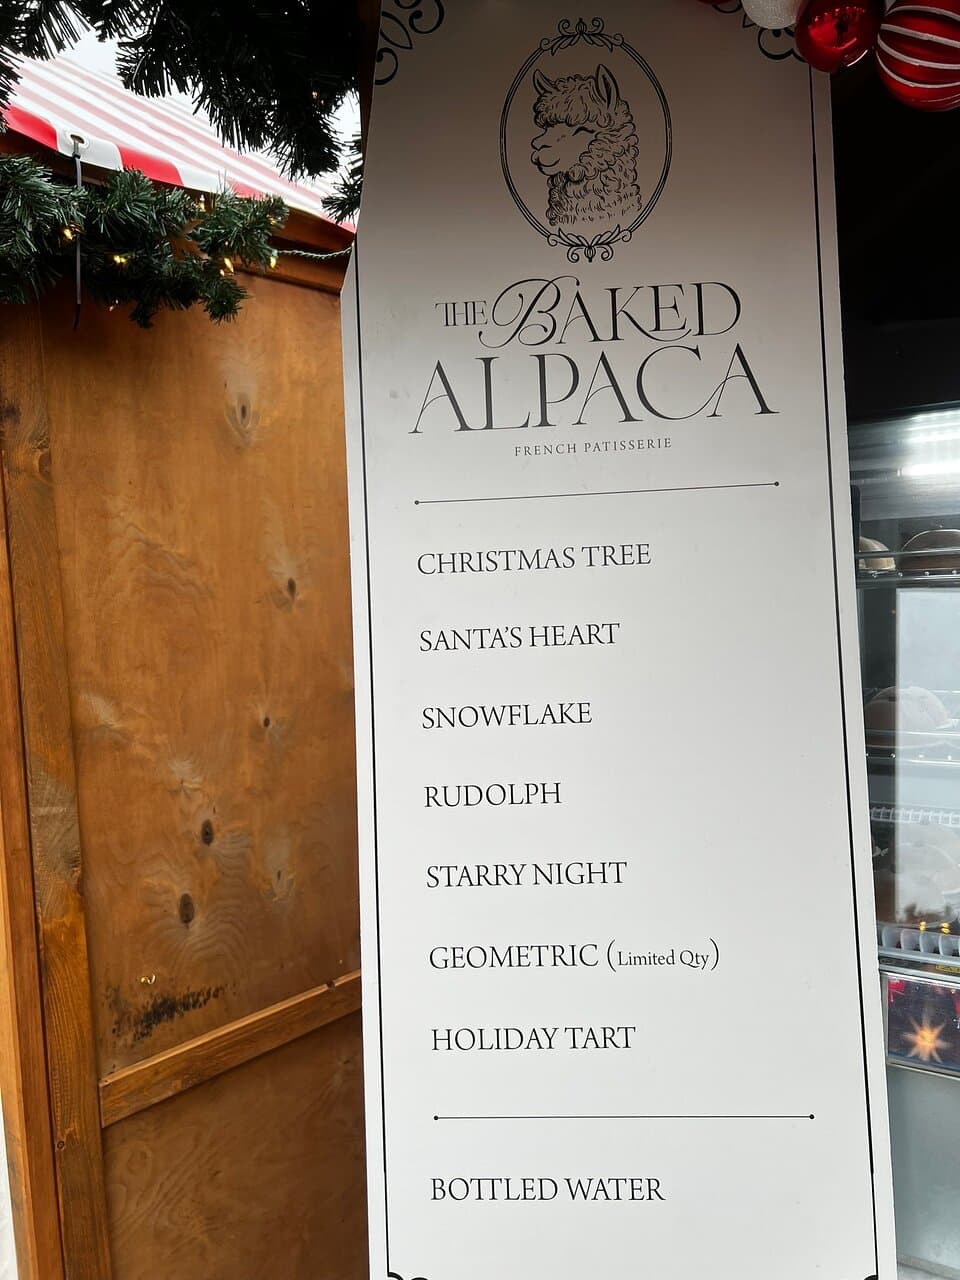 THE BAKED
ALPACA
FRENCH PATISSERIE
CHRISTMAS TREE
SANTA'S HEART
SNOWFLAKE
RUDOLPH
STARRY NIGHT
GEOMETRIC (Limited Qty)
HOLIDAY TART
BOTTLED WATER